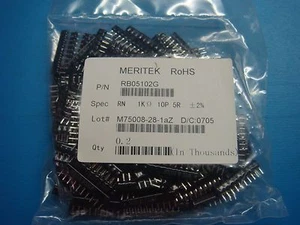 MERITEK RoHS
P/N RB05102G
Spec RN 1KΩ 10P 5R ±2%
Lot# M75008-28-1aZ D/C:0705
Qty 0.2 (In Thousands)